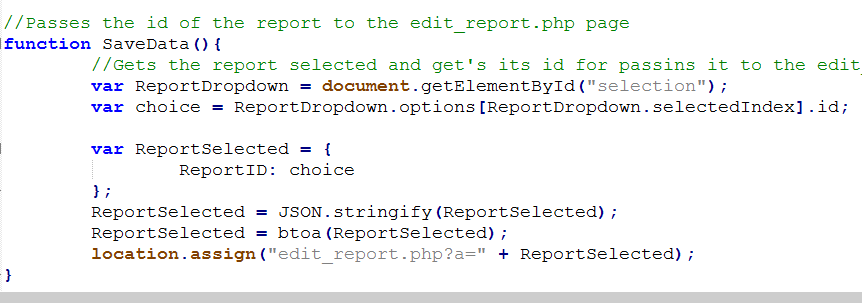 //Passes the id of the report to the edit_report.php page
function SaveData(){
//Gets the report selected and get's its id for passins it to the edit_
var ReportDropdown = document.getElementById("selection");
var choice = ReportDropdown.options[ReportDropdown.selectedIndex].id;
var ReportSelected = {
ReportID: choice
};
ReportSelected = JSON.stringify(ReportSelected);
ReportSelected = btoa(ReportSelected);
location.assign("edit_report.php?a=" + ReportSelected);
}